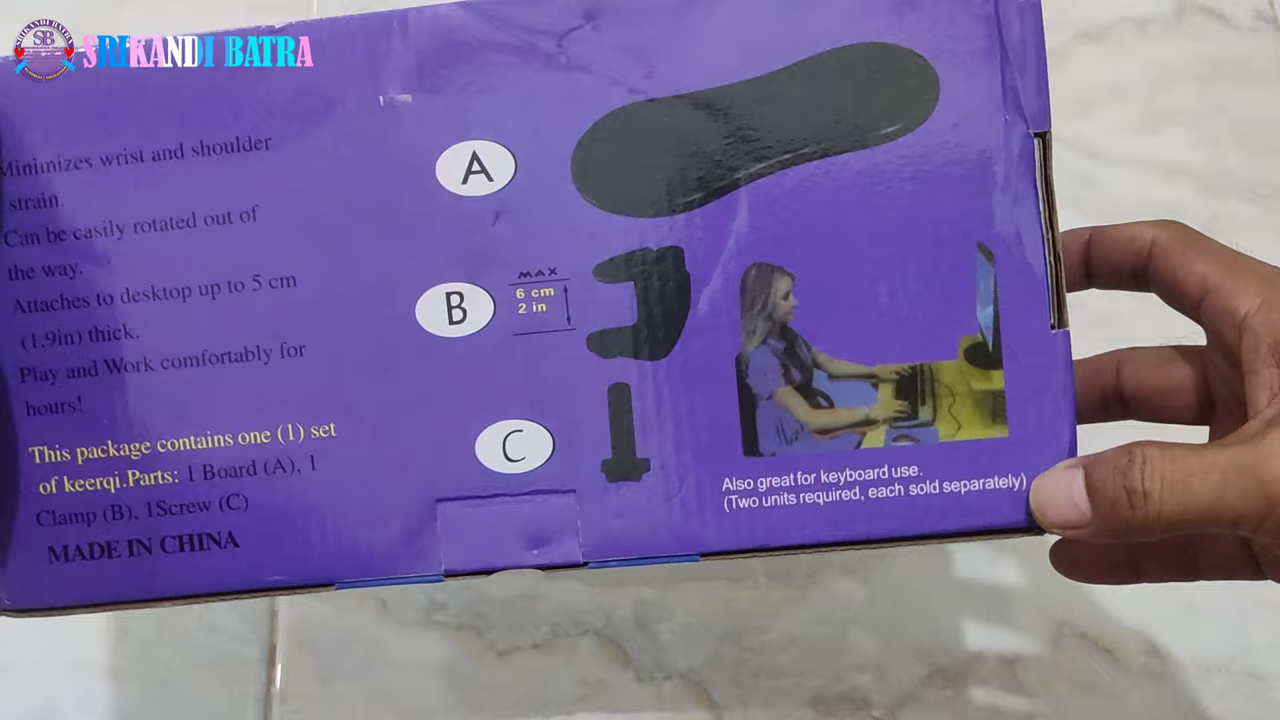 SRIKANDI BATRA
SB
Minimizes wrist and shoulder
strain.
Can be easily rotated out of
the way.
Attaches to desktop up to 5 cm
(1.9in) thick.
Play and Work comfortably for
hours!
This package contains one (1) set
of keerqi.Parts: 1 Board (A), 1
Clamp (B), 1Screw (C)
MADE IN CHINA
A
B
MAX
6 cm
2 in
C
Also great for keyboard use.
(Two units required, each sold separately)